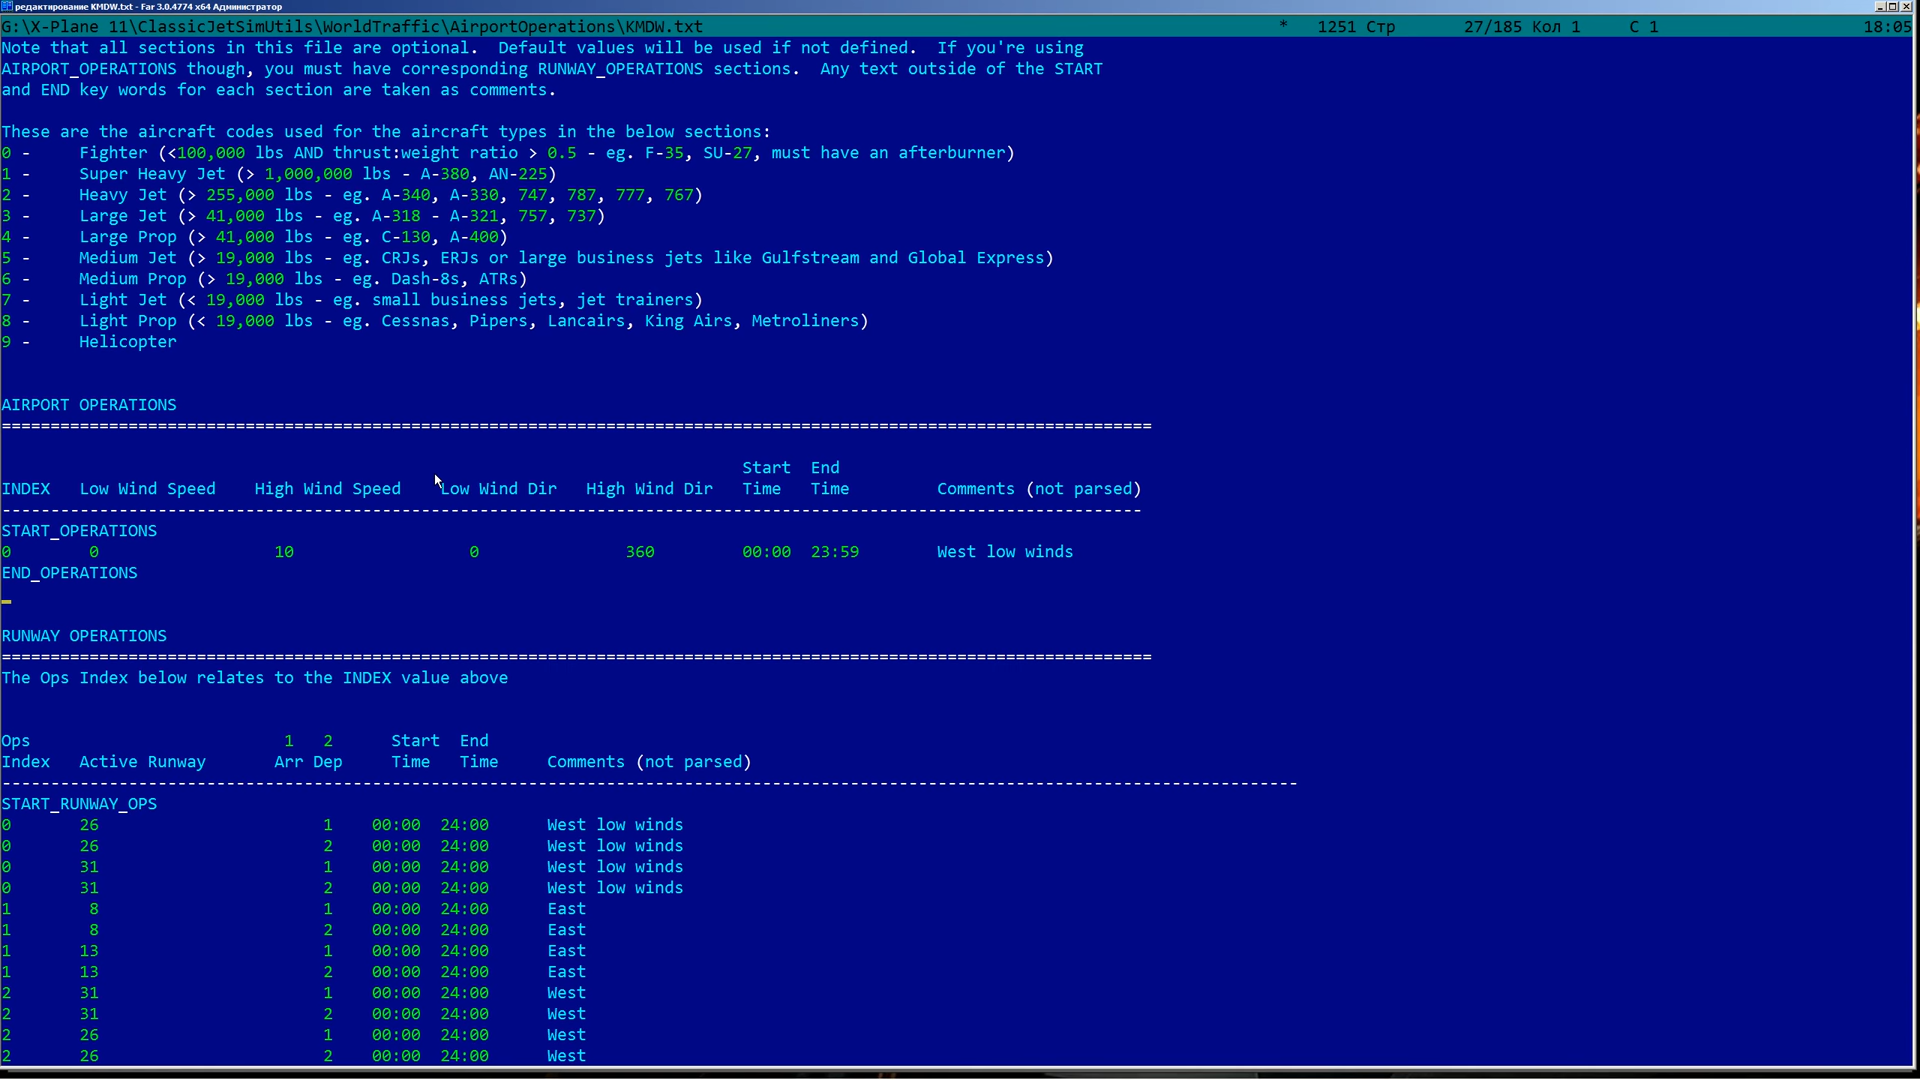 редактирование KMDW.txt - Far 3.0.4774 x64 Администратор
G:\X-Plane 11\ClassicJetSimUtils\WorldTraffic\AirportOperations\KMDW.txt * 1251 Стр 27/185 Кол 1 С 1 18:05
Note that all sections in this file are optional.  Default values will be used if not defined.  If you're using
AIRPORT_OPERATIONS though, you must have corresponding RUNWAY_OPERATIONS sections.  Any text outside of the START
and END key words for each section are taken as comments.
These are the aircraft codes used for the aircraft types in the below sections:
0 -     Fighter (<100,000 lbs AND thrust:weight ratio > 0.5 - eg. F-35, SU-27, must have an afterburner)
1 -     Super Heavy Jet (> 1,000,000 lbs - A-380, AN-225)
2 -     Heavy Jet (> 255,000 lbs - eg. A-340, A-330, 747, 787, 777, 767)
3 -     Large Jet (> 41,000 lbs - eg. A-318 - A-321, 757, 737)
4 -     Large Prop (> 41,000 lbs - eg. C-130, A-400)
5 -     Medium Jet (> 19,000 lbs - eg. CRJs, ERJs or large business jets like Gulfstream and Global Express)
6 -     Medium Prop (> 19,000 lbs - eg. Dash-8s, ATRs)
7 -     Light Jet (< 19,000 lbs - eg. small business jets, jet trainers)
8 -     Light Prop (< 19,000 lbs - eg. Cessnas, Pipers, Lancairs, King Airs, Metroliners)
9 -     Helicopter
AIRPORT OPERATIONS
======================================================================================================================
Start  End
INDEX   Low Wind Speed    High Wind Speed    Low Wind Dir   High Wind Dir   Time   Time   Comments (not parsed)
---------------------------------------------------------------------------------------------------------------------
START_OPERATIONS
0       0       10       0       360       00:00  23:59       West low winds
END_OPERATIONS
RUNWAY OPERATIONS
======================================================================================================================
The Ops Index below relates to the INDEX value above
Ops       1   2      Start  End
Index   Active Runway       Arr Dep     Time   Time     Comments (not parsed)
-------------------------------------------------------------------------------------------------------------------------------------
START_RUNWAY_OPS
0       26       1    00:00  24:00      West low winds
0       26       2    00:00  24:00      West low winds
0       31       1    00:00  24:00      West low winds
0       31       2    00:00  24:00      West low winds
1        8       1    00:00  24:00      East
1        8       2    00:00  24:00      East
1       13       1    00:00  24:00      East
1       13       2    00:00  24:00      East
2       31       1    00:00  24:00      West
2       31       2    00:00  24:00      West
2       26       1    00:00  24:00      West
2       26       2    00:00  24:00      West